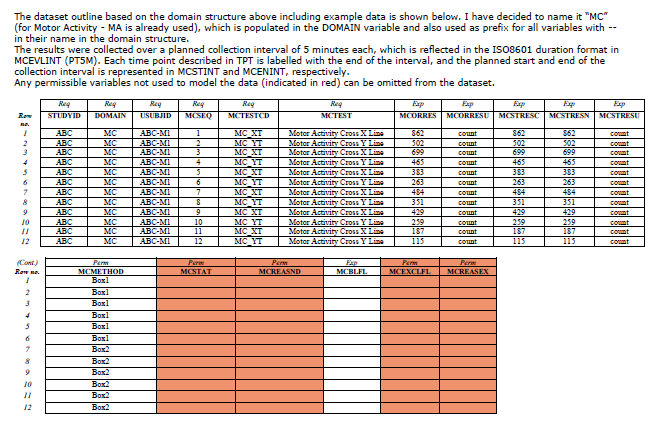 The dataset outline based on the domain structure above including example data is shown below. I have decided to name it “MC”
(for Motor Activity - MA is already used), which is populated in the DOMAIN variable and also used as prefix for all variables with --
in their name in the domain structure.
The results were collected over a planned collection interval of 5 minutes each, which is reflected in the ISO8601 duration format in
MCEVLINT (PT5M). Each time point described in TPT is labelled with the end of the interval, and the planned start and end of the
collection interval is represented in MCSTINT and MCENINT, respectively.
Any permissible variables not used to model the data (indicated in red) can be omitted from the dataset.
Req Req Req Req Req Req Exp Exp Exp Exp Exp
Row no. STUDYID DOMAIN USUBJID MCSEQ MCTESTCD MCTEST MCORRES MCORRESU MCSTRESC MCSTRESN MCSTRESU
1 ABC MC ABC-M1 1 MC_XT Motor Activity Cross X Line 862 count 862 862 count
2 ABC MC ABC-M1 2 MC_YT Motor Activity Cross Y Line 502 count 502 502 count
3 ABC MC ABC-M1 3 MC_XT Motor Activity Cross X Line 699 count 699 699 count
4 ABC MC ABC-M1 4 MC_YT Motor Activity Cross Y Line 465 count 465 465 count
5 ABC MC ABC-M1 5 MC_XT Motor Activity Cross X Line 383 count 383 383 count
6 ABC MC ABC-M1 6 MC_YT Motor Activity Cross Y Line 263 count 263 263 count
7 ABC MC ABC-M1 7 MC_XT Motor Activity Cross X Line 484 count 484 484 count
8 ABC MC ABC-M1 8 MC_YT Motor Activity Cross Y Line 351 count 351 351 count
9 ABC MC ABC-M1 9 MC_XT Motor Activity Cross X Line 429 count 429 429 count
10 ABC MC ABC-M1 10 MC_YT Motor Activity Cross Y Line 259 count 259 259 count
11 ABC MC ABC-M1 11 MC_XT Motor Activity Cross X Line 187 count 187 187 count
12 ABC MC ABC-M1 12 MC_YT Motor Activity Cross Y Line 115 count 115 115 count
(Cont.) Perm Perm Perm Exp Perm Perm
Row no. MCMETHOD MCSTAT MCREASND MCBLFL MCEXCLFL MCREASEX
1 Box1
2 Box1
3 Box1
4 Box1
5 Box1
6 Box1
7 Box2
8 Box2
9 Box2
10 Box2
11 Box2
12 Box2